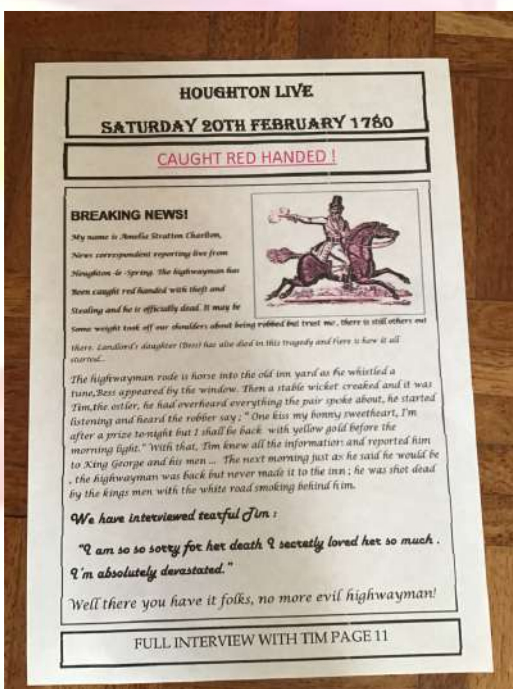 HOUGHTON LIVE
SATURDAY 20TH FEBRUARY 1780
CAUGHT RED HANDED !
BREAKING NEWS!
My name is Amelia Stratton Charlton,
News correspondent reporting live from
Houghton -le -Spring. The highwayman has
Been caught red handed with theft and
Stealing and he is officially dead. It may be
Some weight took off our shoulders about being robbed but trust me , there is still others out
there. Landlord's daughter (Bess) has also died in this tragedy and Here is how it all
started...
The highwayman rode is horse into the old inn yard as he whistled a
tune,Bess appeared by the window. Then a stable wicket creaked and it was
Tim,the ostler, he had overheard everything the pair spoke about, he started
listening and heard the robber say ; " One kiss my bonny sweetheart, I'm
after a prize to-night but I shall be back with yellow gold before the
morning light." With that, Tim knew all the information and reported him
to King George and his men ... The next morning just as he said he would be
, the highwayman was back but never made it to the inn ; he was shot dead
by the kings men with the white road smoking behind him.
We have interviewed tearful Tim :
"I am so so sorry for her death I secretly loved her so much .
I'm absolutely devastated."
Well there you have it folks, no more evil highwayman!
FULL INTERVIEW WITH TIM PAGE 11